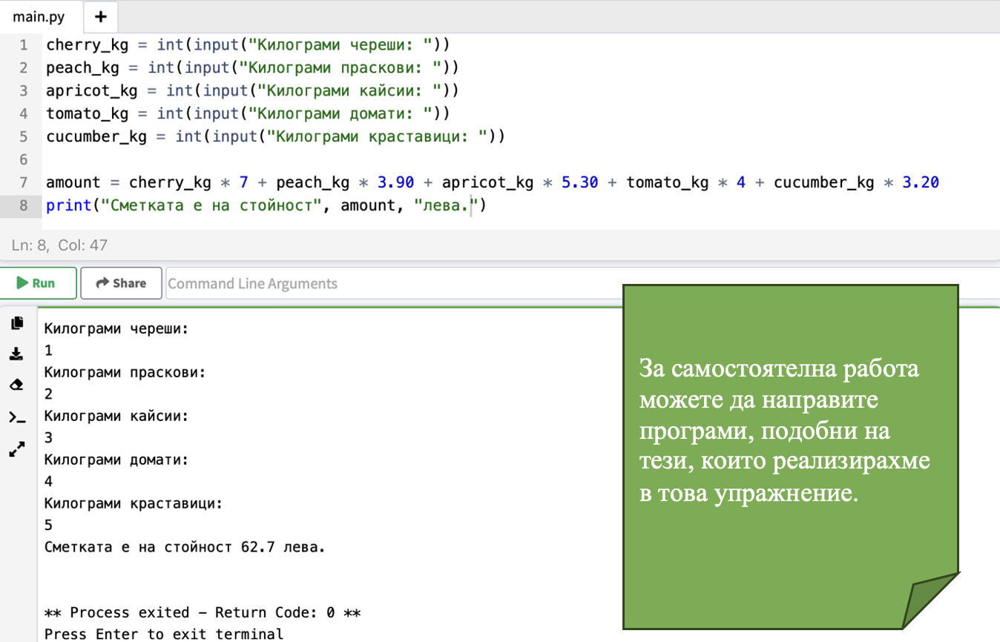 main.py
+
1 cherry_kg = int(input("Килограми череши: "))
2 peach_kg = int(input("Килограми праскови: "))
3 apricot_kg = int(input("Килограми кайсии: "))
4 tomato_kg = int(input("Килограми домати: "))
5 cucumber_kg = int(input("Килограми краставици: "))
6
7 amount = cherry_kg * 7 + peach_kg * 3.90 + apricot_kg * 5.30 + tomato_kg * 4 + cucumber_kg * 3.20
8 print("Сметката е на стойност", amount, "лева.")
Ln: 8, Col: 47
Run Share Command Line Arguments
Килограми череши:
1
Килограми праскови:
2
Килограми кайсии:
3
Килограми домати:
4
Килограми краставици:
5
Сметката е на стойност 62.7 лева.
** Process exited - Return Code: 0 **
Press Enter to exit terminal
За самостоятелна работа
можете да направите
програми, подобни на
тези, които реализирахме
в това упражнение.